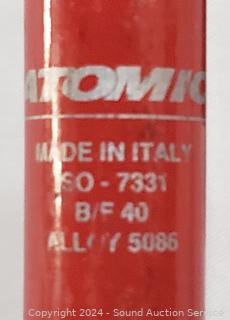 ATOMIC
MADE IN ITALY
ISO - 7331
B/F 40
ALLOY 5086
Copyright 2024 - Sound Auction Service